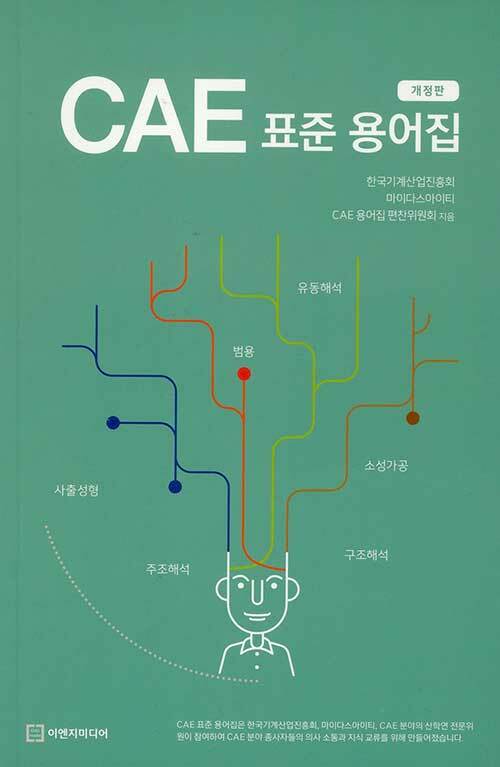 개정판
CAE 표준 용어집
한국기계산업진흥회
마이다스아이티
CAE 용어집 편찬위원회 지음
유동해석
범용
소성가공
사출성형
구조해석
주조해석
이엔지미디어
CAE 표준 용어집은 한국기계산업진흥회, 마이다스아이티, CAE 분야의 산학연 전문위
원이 참여하여 CAE 분야 종사자들의 의사 소통과 지식 교류를 위해 만들어졌습니다.